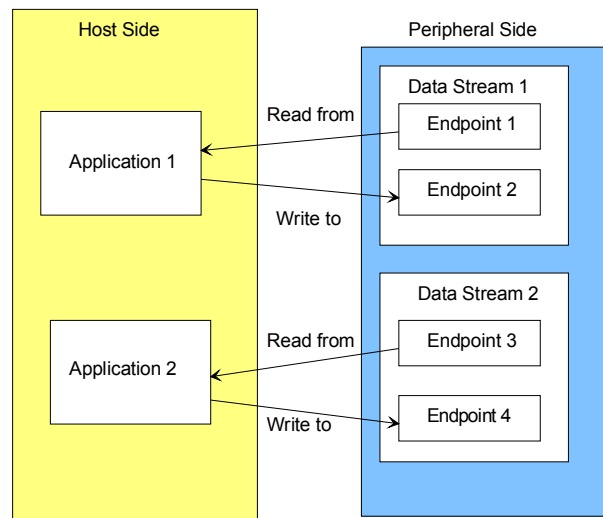 Host Side
Peripheral Side
Data Stream 1
Read from
Endpoint 1
Application 1
Endpoint 2
Write to
Data Stream 2
Read from
Endpoint 3
Application 2
Endpoint 4
Write to